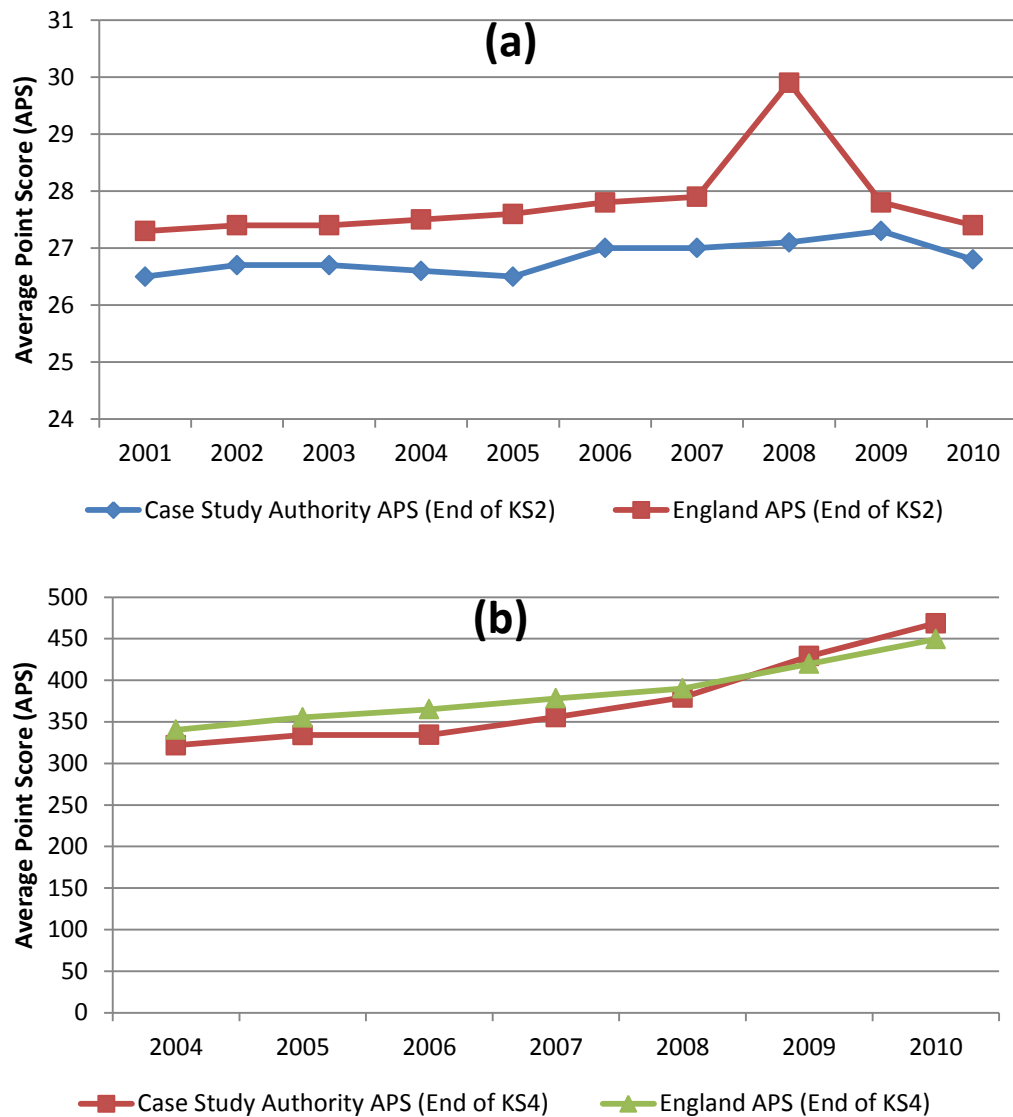 (a)
Average Point Score (APS)
31
30
29
28
27
26
25
24
2001 2002 2003 2004 2005 2006 2007 2008 2009 2010
Case Study Authority APS (End of KS2) England APS (End of KS2)
(b)
Average Point Score (APS)
500
450
400
350
300
250
200
150
100
50
0
2004 2005 2006 2007 2008 2009 2010
Case Study Authority APS (End of KS4) England APS (End of KS4)